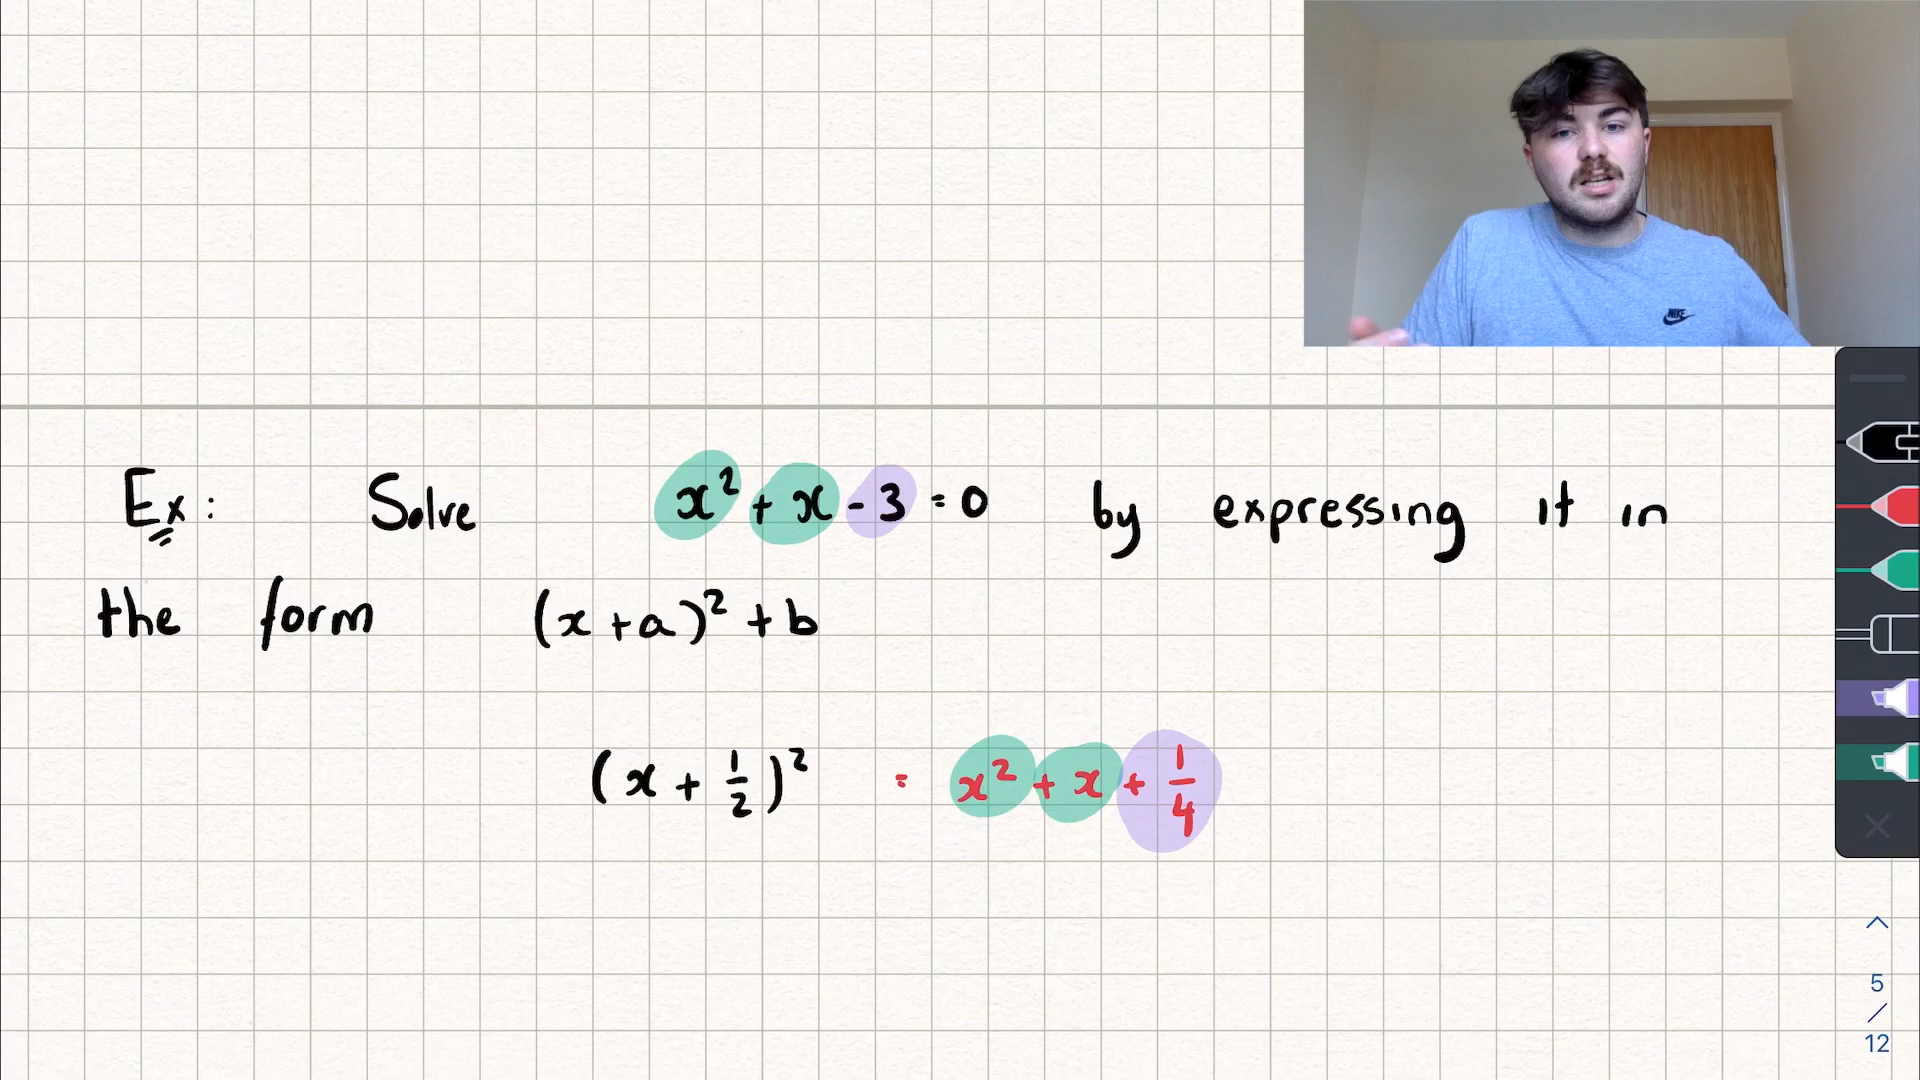 NIKE
Ex: Solve x² + x - 3 = 0 by expressing it in
the form (x + a)² + b
(x + 1/2)² = x² + x + 1/4
5
/
12